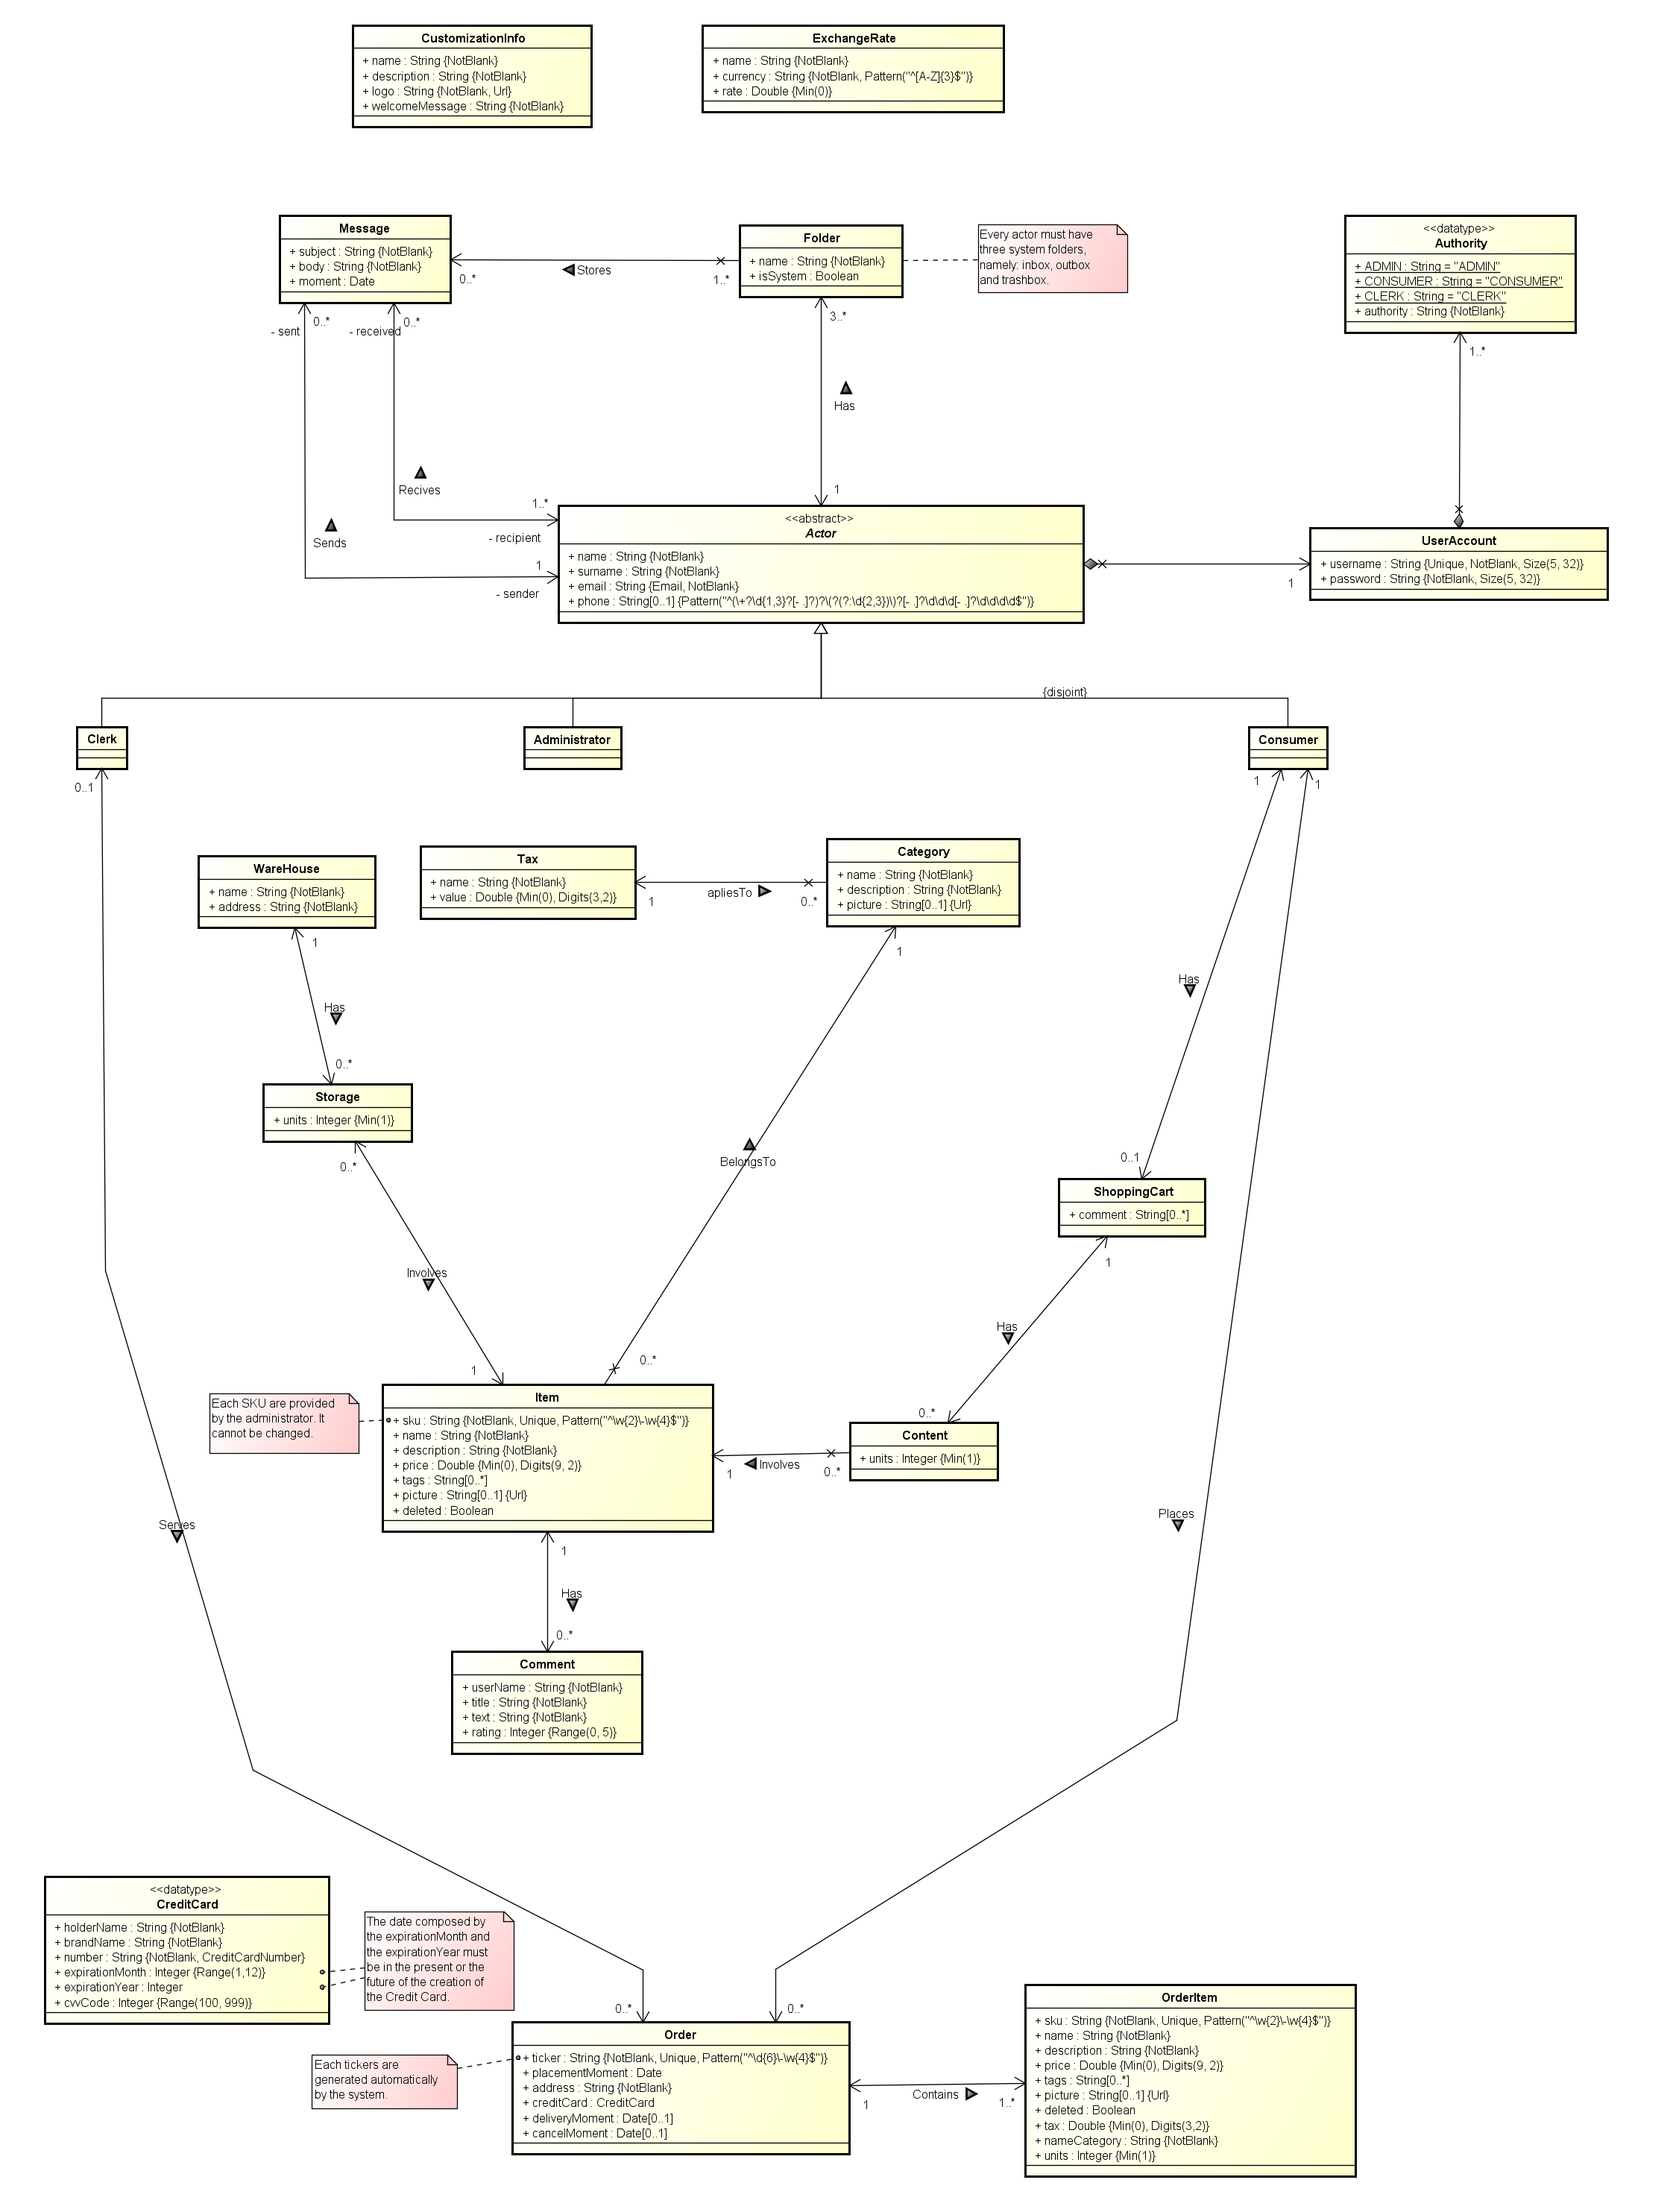 CustomizationInfo
+ name : String {NotBlank}
+ description : String {NotBlank}
+ logo : String {NotBlank, Url}
+ welcomeMessage : String {NotBlank}
ExchangeRate
+ name : String {NotBlank}
+ currency : String {NotBlank, Pattern("^[A-Z]{3}$")}
+ rate : Double {Min(0)}
Message
+ subject : String {NotBlank}
+ body : String {NotBlank}
+ moment : Date
0..*
Stores
1..*
Folder
+ name : String {NotBlank}
+ isSystem : Boolean
Every actor must have
three system folders,
namely: inbox, outbox
and trashbox.
<<datatype>>
Authority
+ ADMIN : String = "ADMIN"
+ CONSUMER : String = "CONSUMER"
+ CLERK : String = "CLERK"
+ authority : String {NotBlank}
- sent
0..*
- received
0..*
3..*
1..*
Has
Recives
Sends
1..*
- recipient
1
- sender
1
<<abstract>>
Actor
+ name : String {NotBlank}
+ surname : String {NotBlank}
+ email : String {Email, NotBlank}
+ phone : String[0..1] {Pattern("^(\+?\d{1,3}?[- .]?)?\(?(?:\d{2,3})\)?[- .]?\d\d\d[- .]?\d\d\d\d$")}
1
UserAccount
+ username : String {Unique, NotBlank, Size(5, 32)}
+ password : String {NotBlank, Size(5, 32)}
{disjoint}
Clerk
Administrator
Consumer
0..1
1
1
WareHouse
+ name : String {NotBlank}
+ address : String {NotBlank}
Tax
+ name : String {NotBlank}
+ value : Double {Min(0), Digits(3,2)}
1
apliesTo
0..*
Category
+ name : String {NotBlank}
+ description : String {NotBlank}
+ picture : String[0..1] {Url}
1
1
Has
Has
0..*
Storage
+ units : Integer {Min(1)}
0..*
BelongsTo
0..1
ShoppingCart
+ comment : String[0..*]
1
Involves
Has
1
0..*
Each SKU are provided
by the administrator. It
cannot be changed.
Item
+ sku : String {NotBlank, Unique, Pattern("^\w{2}\-\w{4}$")}
+ name : String {NotBlank}
+ description : String {NotBlank}
+ price : Double {Min(0), Digits(9, 2)}
+ tags : String[0..*]
+ picture : String[0..1] {Url}
+ deleted : Boolean
0..*
Content
+ units : Integer {Min(1)}
1
Involves
0..*
Serves
Places
1
Has
0..*
Comment
+ userName : String {NotBlank}
+ title : String {NotBlank}
+ text : String {NotBlank}
+ rating : Integer {Range(0, 5)}
<<datatype>>
CreditCard
+ holderName : String {NotBlank}
+ brandName : String {NotBlank}
+ number : String {NotBlank, CreditCardNumber}
+ expirationMonth : Integer {Range(1,12)}
+ expirationYear : Integer
+ cvvCode : Integer {Range(100, 999)}
The date composed by
the expirationMonth and
the expirationYear must
be in the present or the
future of the creation of
the Credit Card.
0..*
0..*
Each tickers are
generated automatically
by the system.
Order
+ ticker : String {NotBlank, Unique, Pattern("^\d{6}\-\w{4}$")}
+ placementMoment : Date
+ address : String {NotBlank}
+ creditCard : CreditCard
+ deliveryMoment : Date[0..1]
+ cancelMoment : Date[0..1]
1
Contains
1..*
OrderItem
+ sku : String {NotBlank, Unique, Pattern("^\w{2}\-\w{4}$")}
+ name : String {NotBlank}
+ description : String {NotBlank}
+ price : Double {Min(0), Digits(9, 2)}
+ tags : String[0..*]
+ picture : String[0..1] {Url}
+ deleted : Boolean
+ tax : Double {Min(0), Digits(3,2)}
+ nameCategory : String {NotBlank}
+ units : Integer {Min(1)}